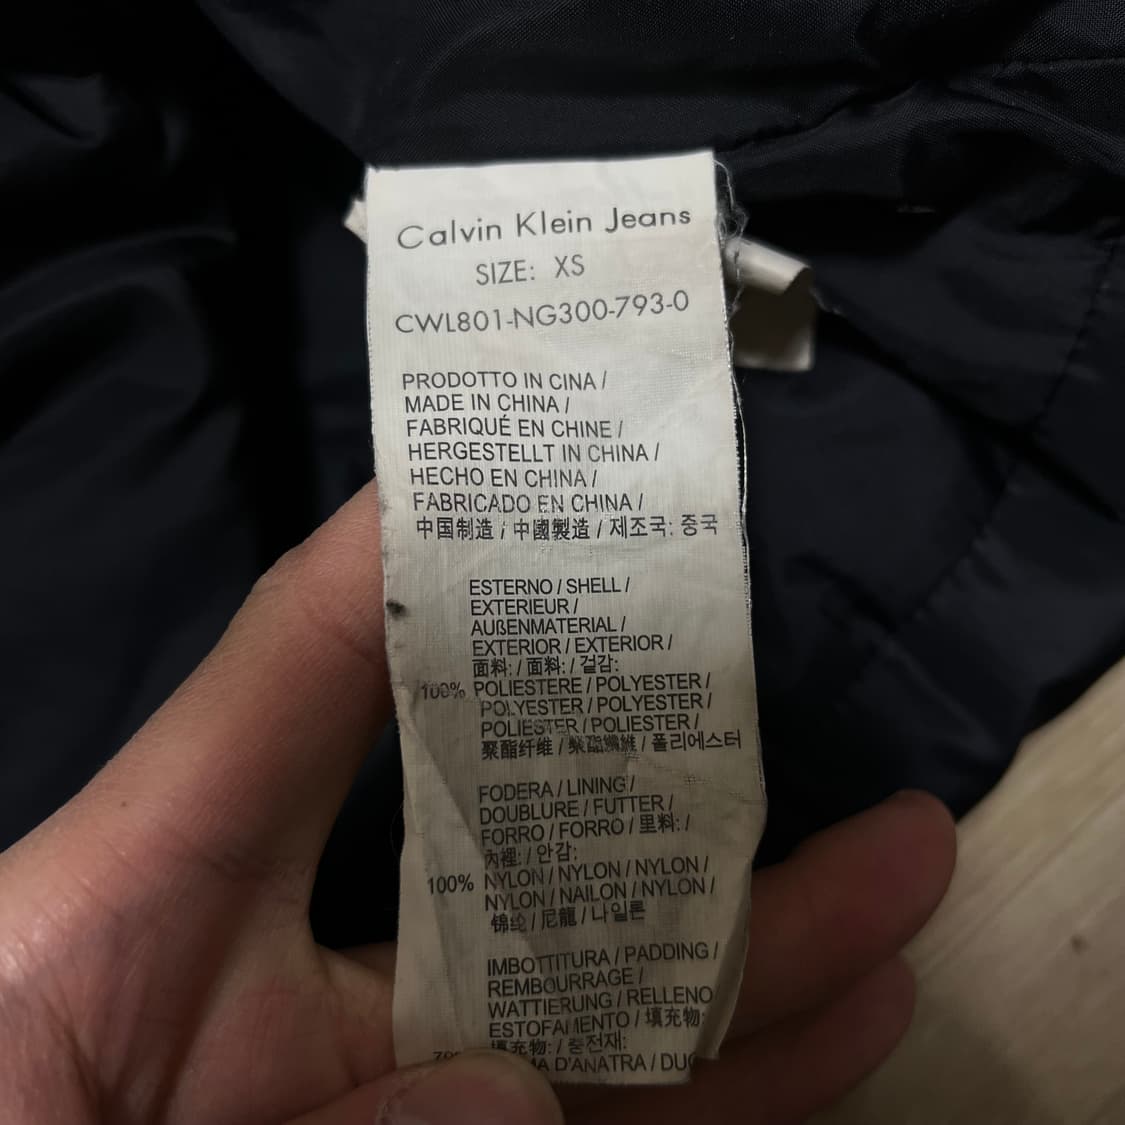 Calvin Klein Jeans
SIZE: XS
CWL801-NG300-793-0
PRODOTTO IN CINA /
MADE IN CHINA /
FABRIQUÉ EN CHINE /
HERGESTELLT IN CHINA /
HECHO EN CHINA /
FABRICADO EN CHINA /
中国制造 / 中國製造 / 제조국: 중국
ESTERNO / SHELL /
EXTERIEUR /
AUßENMATERIAL /
EXTERIOR / EXTERIOR /
面料: / 面料: / 겉감:
100% POLIESTERE / POLYESTER /
POLYESTER / POLYESTER /
POLIESTER / POLIESTER /
聚酯纤维 / 聚酯纖維 / 폴리에스터
FODERA / LINING /
DOUBLURE / FUTTER /
FORRO / FORRO / 里料: /
內裡: / 안감:
100% NYLON / NYLON / NYLON /
NYLON / NAILON / NYLON /
锦纶 / 尼龍 / 나일론
IMBOTTITURA / PADDING /
REMBOURRAGE /
WATTIERUNG / RELLENO
ESTOFAMENTO / 填充物:
填充物: / 충전재:
D'ANATRA /